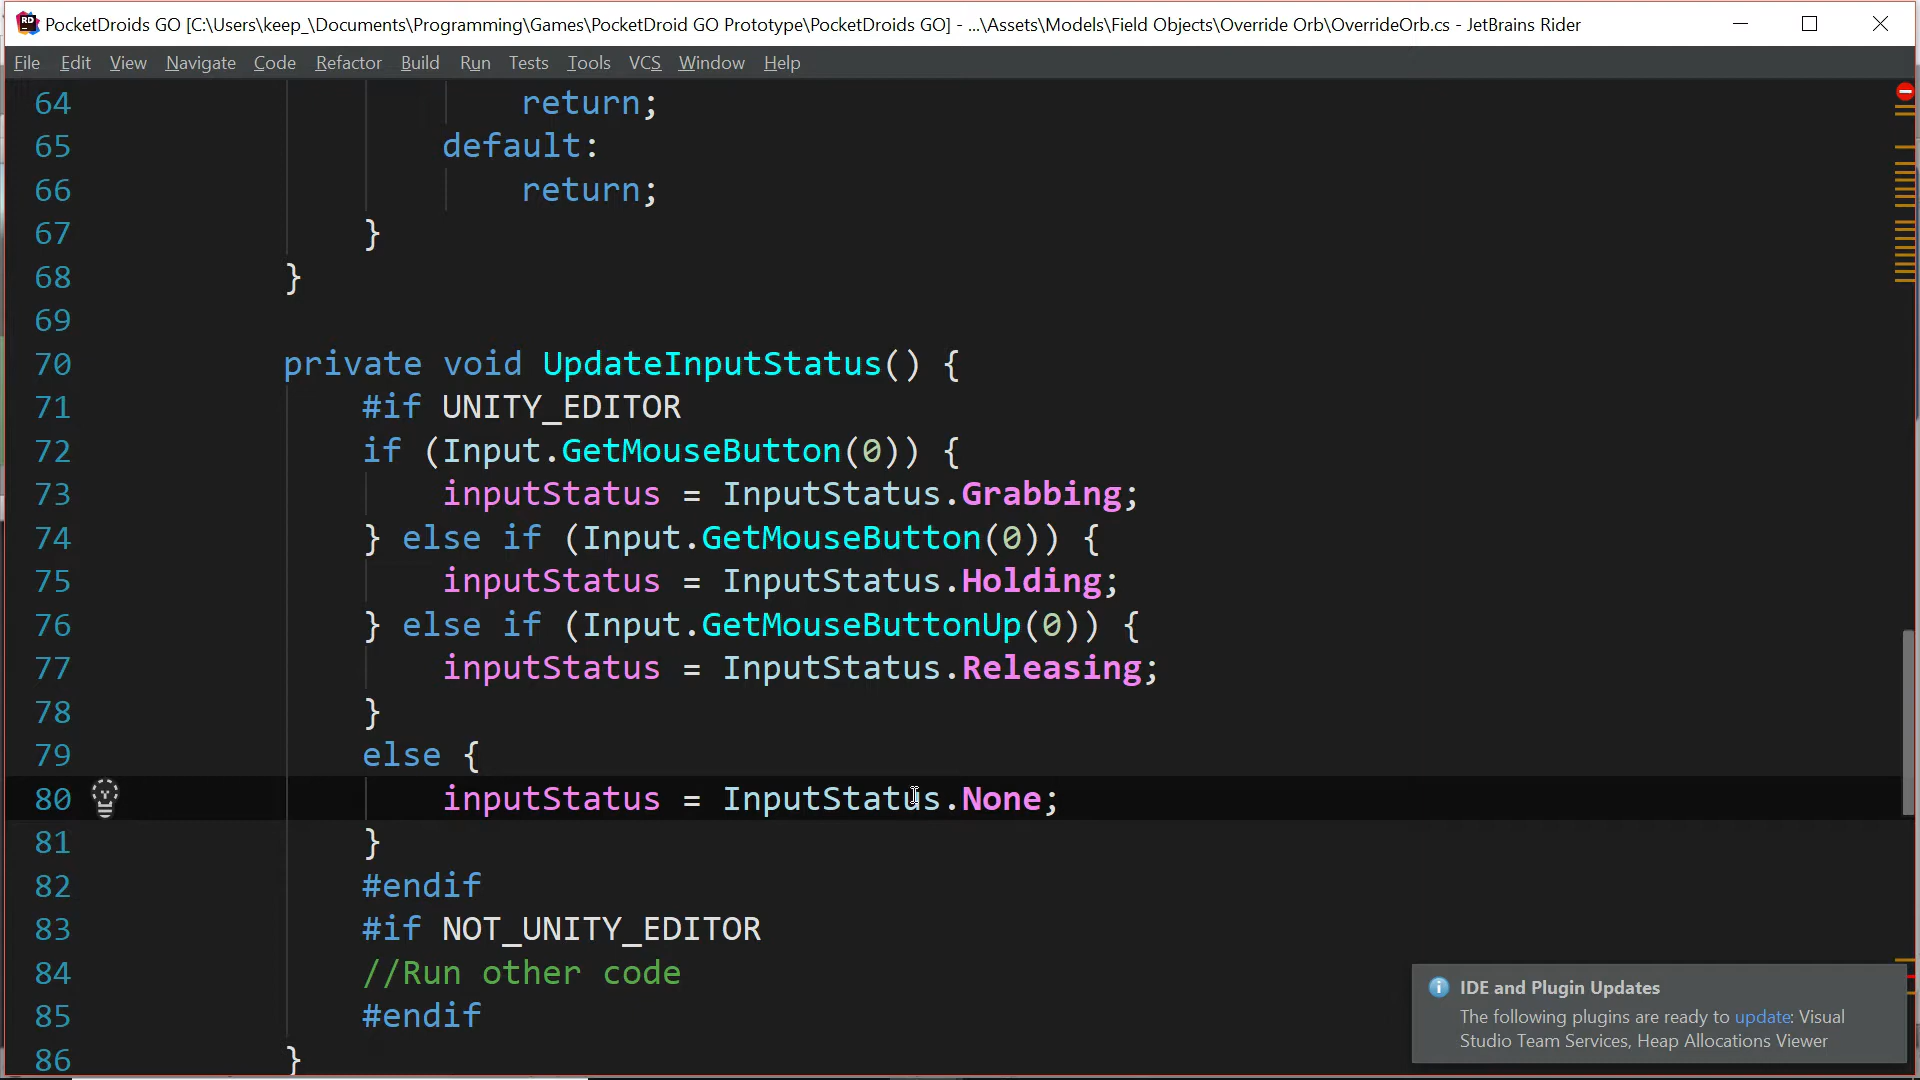 PocketDroids GO [C:\Users\keep_\Documents\Programming\Games\PocketDroid GO Prototype\PocketDroids GO] - ...\Assets\Models\Field Objects\Override Orb\OverrideOrb.cs - JetBrains Rider
File Edit View Navigate Code Refactor Build Run Tests Tools VCS Window Help
64 return;
65 default:
66 return;
67 }
68 }
69
70 private void UpdateInputStatus() {
71 #if UNITY_EDITOR
72 if (Input.GetMouseButton(0)) {
73 inputStatus = InputStatus.Grabbing;
74 } else if (Input.GetMouseButton(0)) {
75 inputStatus = InputStatus.Holding;
76 } else if (Input.GetMouseButtonUp(0)) {
77 inputStatus = InputStatus.Releasing;
78 }
79 else {
80 inputStatus = InputStatus.None;
81 }
82 #endif
83 #if NOT_UNITY_EDITOR
84 //Run other code
85 #endif
86 }
IDE and Plugin Updates
The following plugins are ready to update: Visual
Studio Team Services, Heap Allocations Viewer